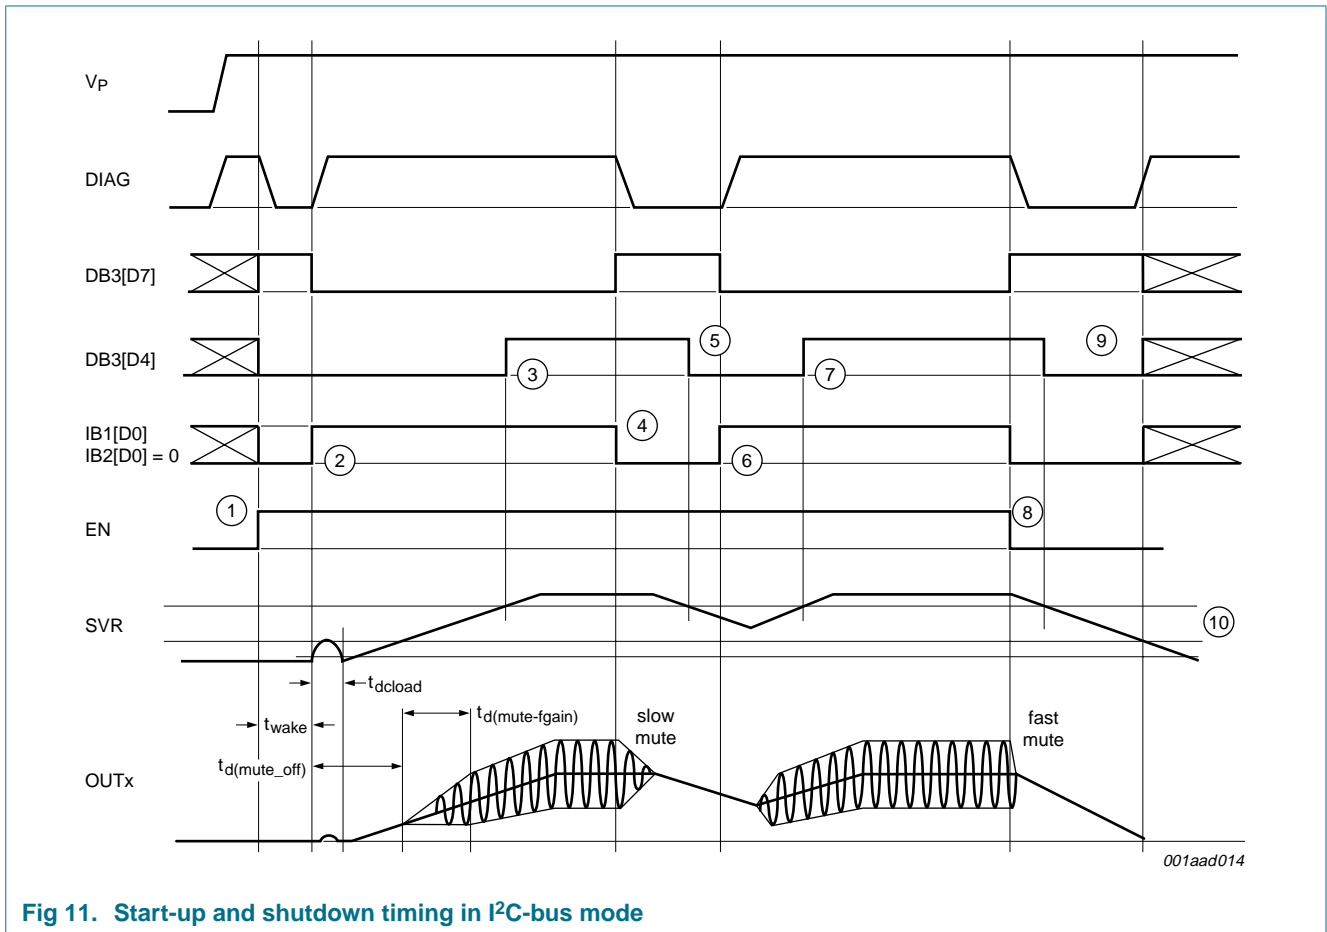 VP
DIAG
DB3[D7]
DB3[D4]
5
9
3
7
IB1[D0]
IB2[D0] = 0
4
2
6
EN
1
8
SVR
10
tdcload
twake
td(mute-fgain)
slow
mute
fast
mute
td(mute_off)
OUTx
001aad014
Fig 11. Start-up and shutdown timing in I2C-bus mode